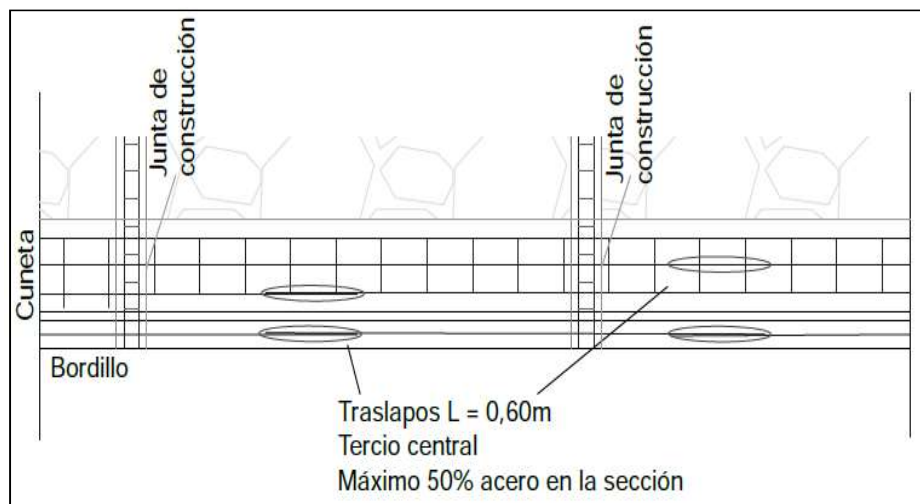 Junta de
construcción
Junta de
construcción
Cuneta
Bordillo
Traslapos L = 0,60m
Tercio central
Máximo 50% acero en la sección